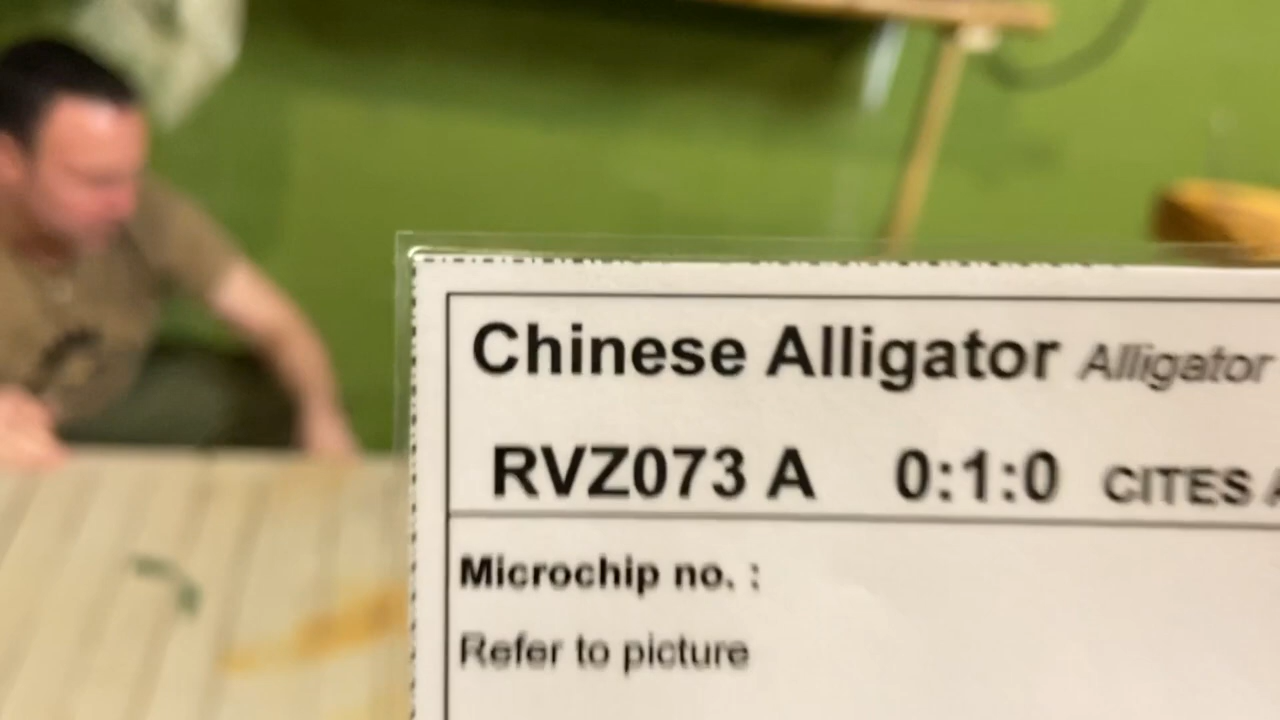 Chinese Alligator Alligator
RVZ073 A 0:1:0 CITES A
Microchip no. :
Refer to picture